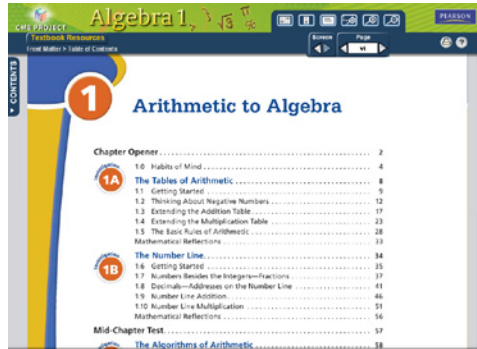 CME PROJECT
Algebra 1
PEARSON
Textbook Resources
Front Matter > Table of Contents
Screen
Page
vi
CONTENTS
1
Arithmetic to Algebra
Chapter Opener 2
1.0 Habits of Mind 4
Investigation
1A
The Tables of Arithmetic 8
1.1 Getting Started 9
1.2 Thinking About Negative Numbers 12
1.3 Extending the Addition Table 17
1.4 Extending the Multiplication Table 23
1.5 The Basic Rules of Arithmetic 28
Mathematical Reflections 33
Investigation
1B
The Number Line 34
1.6 Getting Started 35
1.7 Numbers Besides the Integers—Fractions 37
1.8 Decimals—Addresses on the Number Line 41
1.9 Number Line Addition 46
1.10 Number Line Multiplication 51
Mathematical Reflections 56
Mid-Chapter Test 57
The Algorithms of Arithmetic 58